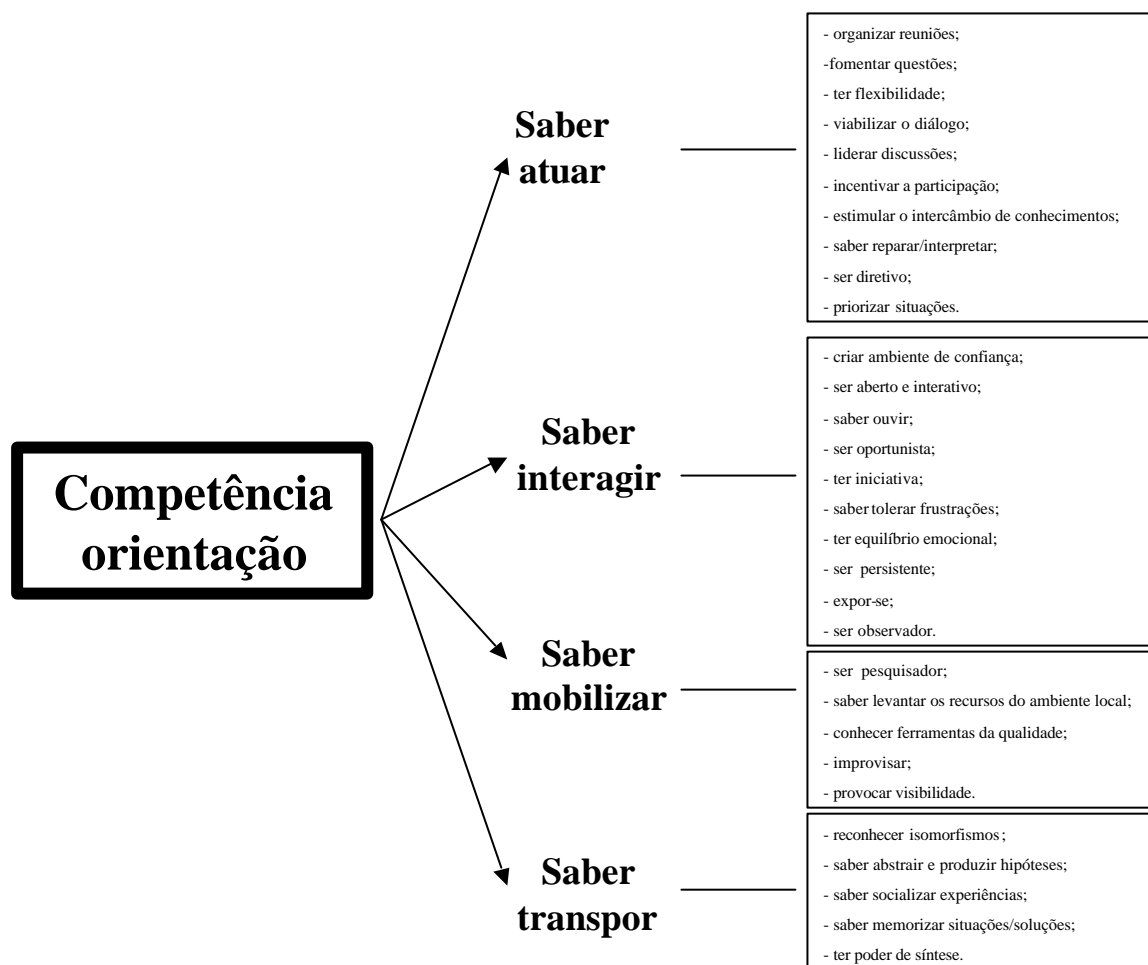 Competência
orientação
Saber
atuar
- organizar reuniões;
-fomentar questões;
- ter flexibilidade;
- viabilizar o diálogo;
- liderar discussões;
- incentivar a participação;
- estimular o intercâmbio de conhecimentos;
- saber reparar/interpretar;
- ser diretivo;
- priorizar situações.
Saber
interagir
- criar ambiente de confiança;
- ser aberto e interativo;
- saber ouvir;
- ser oportunista;
- ter iniciativa;
- saber tolerar frustrações;
- ter equilíbrio emocional;
- ser persistente;
- expor-se;
- ser observador.
Saber
mobilizar
- ser pesquisador;
- saber levantar os recursos do ambiente local;
- conhecer ferramentas da qualidade;
- improvisar;
- provocar visibilidade.
Saber
transpor
- reconhecer isomorfismos;
- saber abstrair e produzir hipóteses;
- saber socializar experiências;
- saber memorizar situações/soluções;
- ter poder de síntese.